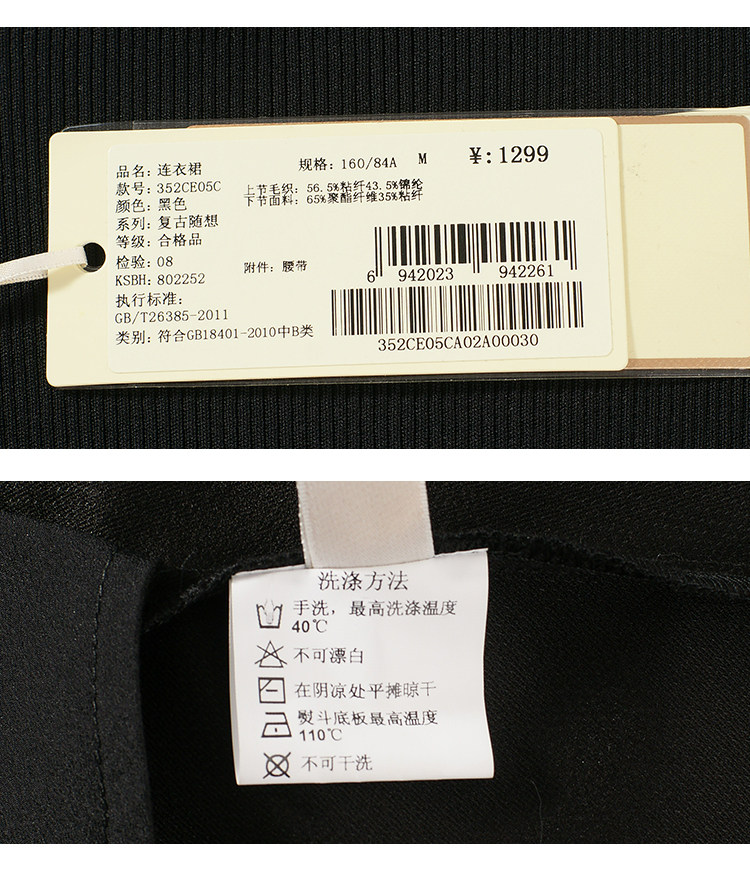 品名: 连衣裙
规格: 160/84A M ¥: 1299
款号: 352CE05C
上节毛织: 56.5%粘纤43.5%锦纶
下节面料: 65%聚酯纤维35%粘纤
颜色: 黑色
系列: 复古随想
等级: 合格品
检验: 08
附件: 腰带
KSBH: 802252
6 942023 942261
执行标准:
GB/T26385-2011
类别: 符合GB18401-2010中B类
352CE05CA02A00030
洗涤方法
手洗，最高洗涤温度
40℃
不可漂白
在阴凉处平摊晾干
熨斗底板最高温度
110℃
不可干洗